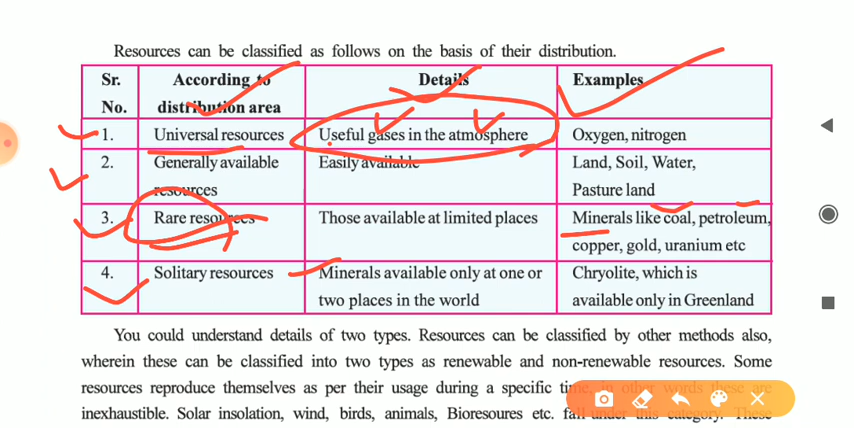 Resources can be classified as follows on the basis of their distribution.
Sr. No. According to distribution area Details Examples
1. Universal resources Useful gases in the atmosphere Oxygen, nitrogen
2. Generally available resources Easily available Land, Soil, Water, Pasture land
3. Rare resources Those available at limited places Minerals like coal, petroleum, copper, gold, uranium etc
4. Solitary resources Minerals available only at one or two places in the world Chryolite, which is available only in Greenland
You could understand details of two types. Resources can be classified by other methods also,
wherein these can be classified into two types as renewable and non-renewable resources. Some
resources reproduce themselves as per their usage during a specific time, in other words these are
inexhaustible. Solar insolation, wind, birds, animals, Bioresoures etc. fall under this category. These